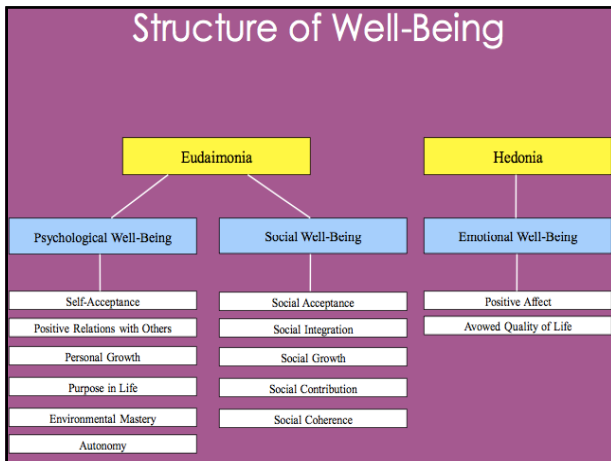 Structure of Well-Being
Eudaimonia
Hedonia
Psychological Well-Being
Social Well-Being
Emotional Well-Being
Self-Acceptance
Positive Relations with Others
Personal Growth
Purpose in Life
Environmental Mastery
Autonomy
Social Acceptance
Social Integration
Social Growth
Social Contribution
Social Coherence
Positive Affect
Avowed Quality of Life